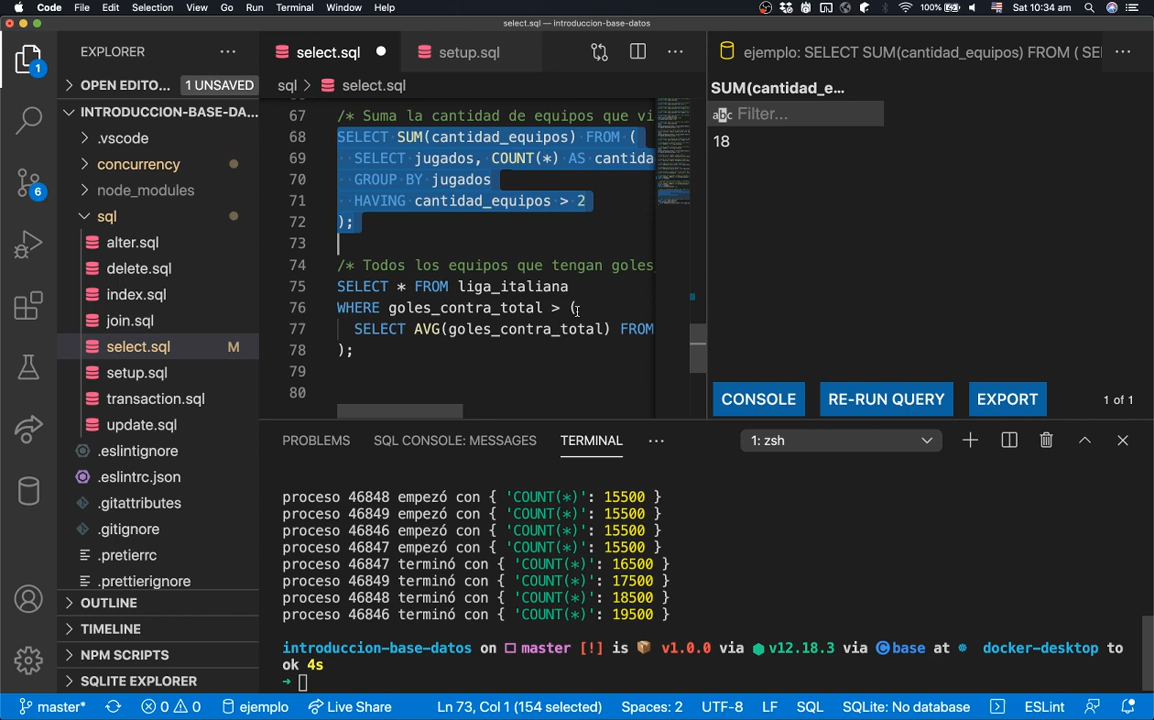 Code File Edit Selection View Go Run Terminal Window Help 100% Sat 10:34 am
select.sql — introduccion-base-datos
EXPLORER
OPEN EDITO... 1 UNSAVED
INTRODUCCION-BASE-DA...
.vscode
concurrency
node_modules
sql
alter.sql
delete.sql
index.sql
join.sql
select.sql M
setup.sql
transaction.sql
update.sql
.eslintignore
.eslintrc.json
.gitattributes
.gitignore
.pretierrc
.prettierignore
OUTLINE
TIMELINE
NPM SCRIPTS
SQLITE EXPLORER
1
6
select.sql
setup.sql
sql > select.sql
67 /* Suma la cantidad de equipos que vi
68 SELECT SUM(cantidad_equipos) FROM (
69 SELECT jugados, COUNT(*) AS cantida
70 GROUP BY jugados
71 HAVING cantidad_equipos > 2
72 );
73
74 /* Todos los equipos que tengan goles
75 SELECT * FROM liga_italiana
76 WHERE goles_contra_total > (
77 SELECT AVG(goles_contra_total) FROM
78 );
79
80
ejemplo: SELECT SUM(cantidad_equipos) FROM ( SE
SUM(cantidad_e...
abc Filter...
18
CONSOLE RE-RUN QUERY EXPORT 1 of 1
PROBLEMS SQL CONSOLE: MESSAGES TERMINAL 1: zsh
proceso 46848 empezó con { 'COUNT(*)': 15500 }
proceso 46849 empezó con { 'COUNT(*)': 15500 }
proceso 46846 empezó con { 'COUNT(*)': 15500 }
proceso 46847 empezó con { 'COUNT(*)': 15500 }
proceso 46847 terminó con { 'COUNT(*)': 16500 }
proceso 46849 terminó con { 'COUNT(*)': 17500 }
proceso 46848 terminó con { 'COUNT(*)': 18500 }
proceso 46846 terminó con { 'COUNT(*)': 19500 }
introduccion-base-datos on master [!] is v1.0.0 via v12.18.3 via base at docker-desktop to
ok 4s
master* 0 0 ejemplo Live Share Ln 73, Col 1 (154 selected) Spaces: 2 UTF-8 LF SQL SQLite: No database ESLint